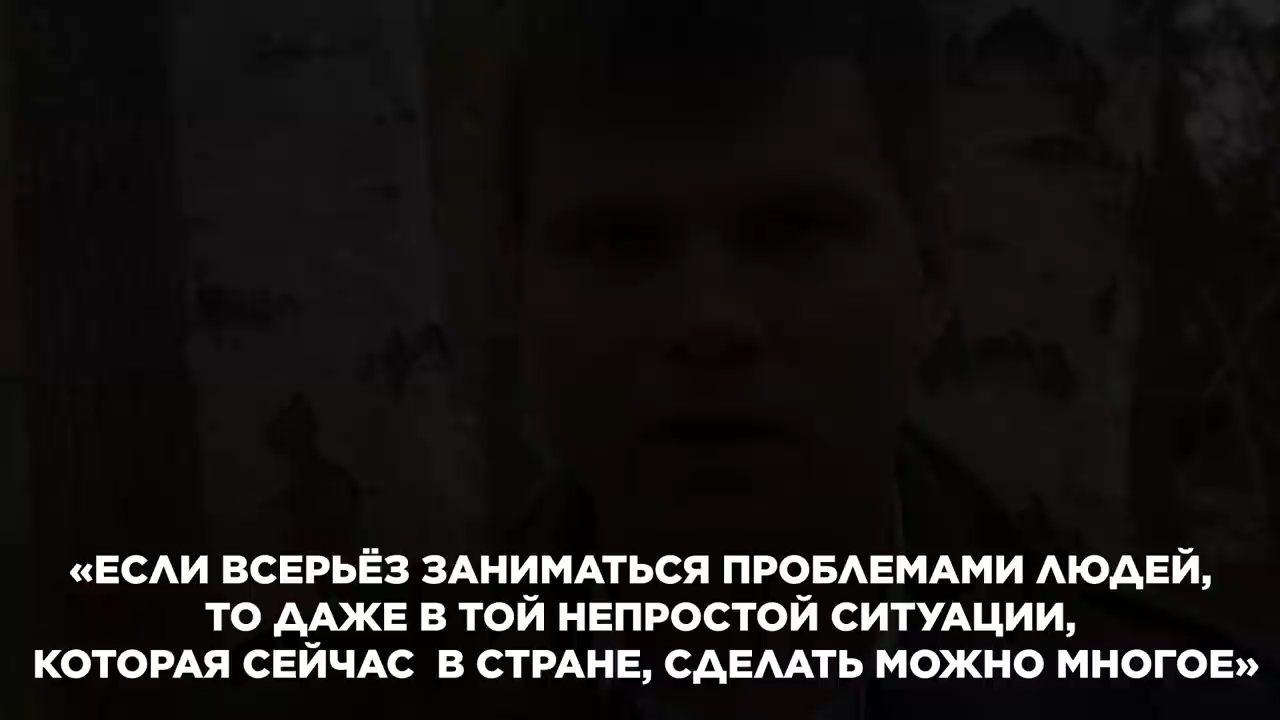 «ЕСЛИ ВСЕРЬЁЗ ЗАНИМАТЬСЯ ПРОБЛЕМАМИ ЛЮДЕЙ,
ТО ДАЖЕ В ТОЙ НЕПРОСТОЙ СИТУАЦИИ,
КОТОРАЯ СЕЙЧАС В СТРАНЕ, СДЕЛАТЬ МОЖНО МНОГОЕ»